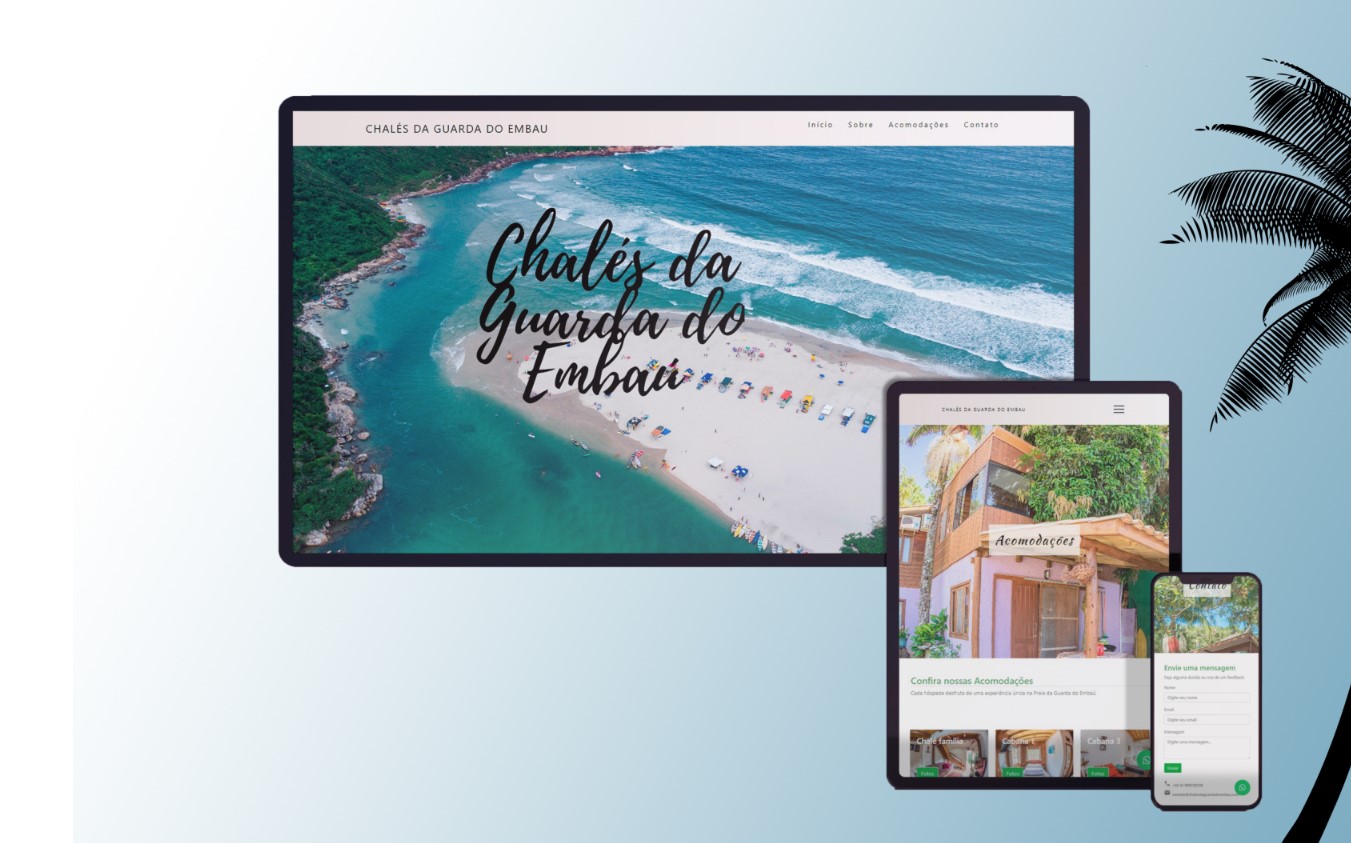 CHALÉS DA GUARDA DO EMBAU
Início Sobre Acomodações Contato
Chalés da
Guarda do
Embaú
CHALÉS DA GUARDA DO EMBAU
Acomodações
Confira nossas Acomodações
Cada hóspede desfruta de uma experiência única na Praia da Guarda do Embaú
Chalé família Cabana 1 Cabana 3
Fotos Fotos Fotos
Contato
Envie uma mensagem
Nome
Digite seu nome
Email
Digite seu email
Mensagem
Digite uma mensagem...
Enviar